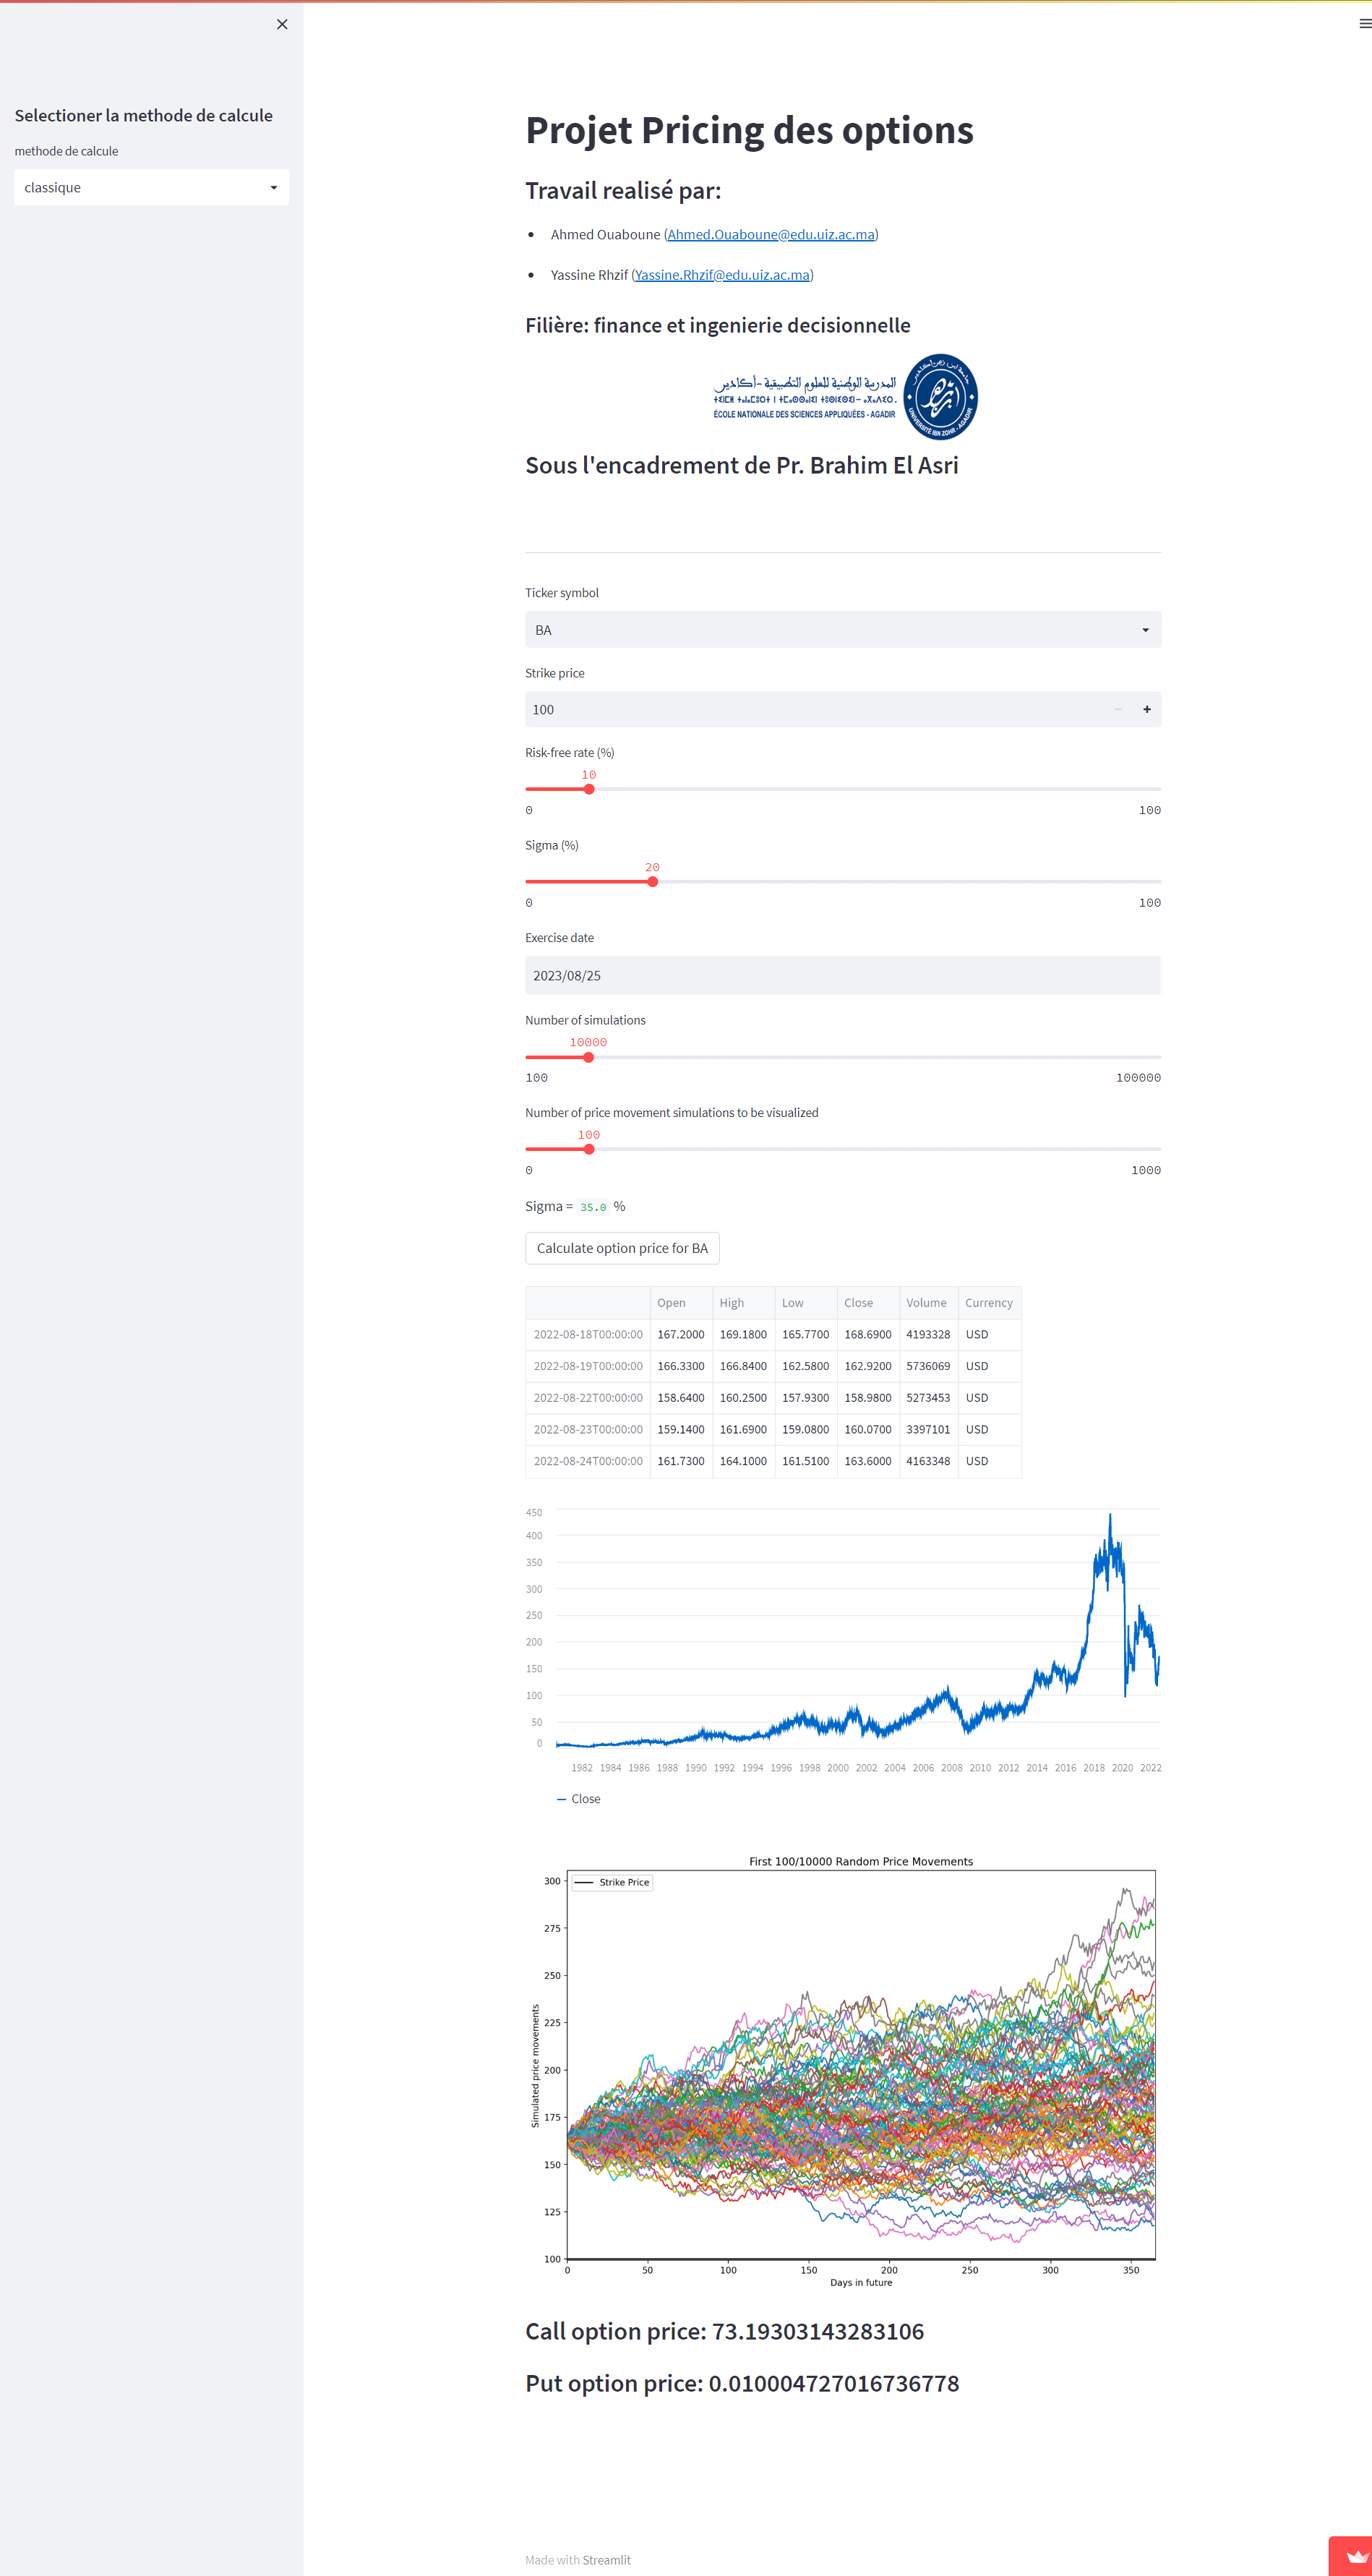 Selectioner la methode de calcule
methode de calcule
classique
Projet Pricing des options
Travail realisé par:
Ahmed Ouaboune (Ahmed.Ouaboune@edu.uiz.ac.ma)
Yassine Rhzif (Yassine.Rhzif@edu.uiz.ac.ma)
Filière: finance et ingenierie decisionnelle
المدرسة الوطنية للعلوم التطبيقية - أكادير
ÉCOLE NATIONALE DES SCIENCES APPLIQUÉES - AGADIR
UNIVERSITÉ IBN ZOHR - AGADIR
Sous l'encadrement de Pr. Brahim El Asri
Ticker symbol
BA
Strike price
100
Risk-free rate (%)
10
0 100
Sigma (%)
20
0 100
Exercise date
2023/08/25
Number of simulations
10000
100 100000
Number of price movement simulations to be visualized
100
0 1000
Sigma = 35.0 %
Calculate option price for BA
Open High Low Close Volume Currency
2022-08-18T00:00:00 167.2000 169.1800 165.7700 168.6900 4193328 USD
2022-08-19T00:00:00 166.3300 166.8400 162.5800 162.9200 5736069 USD
2022-08-22T00:00:00 158.6400 160.2500 157.9300 158.9800 5273453 USD
2022-08-23T00:00:00 159.1400 161.6900 159.0800 160.0700 3397101 USD
2022-08-24T00:00:00 161.7300 164.1000 161.5100 163.6000 4163348 USD
450
400
350
300
250
200
150
100
50
0
1982 1984 1986 1988 1990 1992 1994 1996 1998 2000 2002 2004 2006 2008 2010 2012 2014 2016 2018 2020 2022
Close
First 100/10000 Random Price Movements
Strike Price
300
275
250
225
200
175
150
125
100
Simulated price movements
0 50 100 150 200 250 300 350
Days in future
Call option price: 73.19303143283106
Put option price: 0.010004727016736778
Made with Streamlit